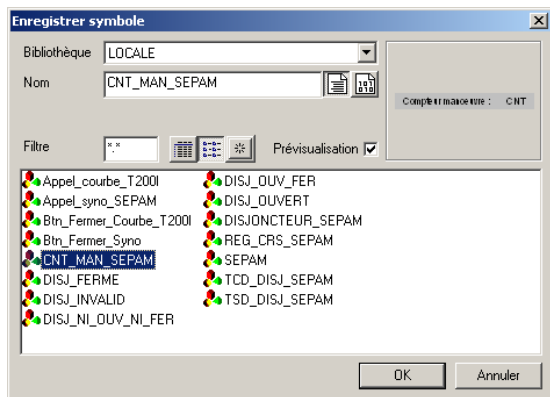 Enregistrer symbole
Bibliothèque LOCALE
Nom CNT_MAN_SEPAM
Compteur manoeuvre : CNT
Filtre *.* Prévisualisation
Appel_courbe_T200I DISJ_OUV_FER
Appel_syno_SEPAM DISJ_OUVERT
Btn_Fermer_Courbe_T200I DISJONCTEUR_SEPAM
Btn_Fermer_Syno REG_CRS_SEPAM
CNT_MAN_SEPAM SEPAM
DISJ_FERME TCD_DISJ_SEPAM
DISJ_INVALID TSD_DISJ_SEPAM
DISJ_NI_OUV_NI_FER
OK Annuler